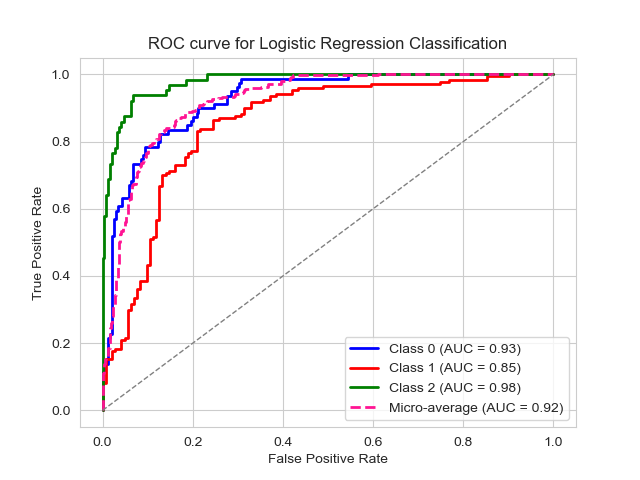 ROC curve for Logistic Regression Classification
True Positive Rate
1.0
0.8
0.6
0.4
0.2
0.0
Class 0 (AUC = 0.93)
Class 1 (AUC = 0.85)
Class 2 (AUC = 0.98)
Micro-average (AUC = 0.92)
0.0 0.2 0.4 0.6 0.8 1.0
False Positive Rate